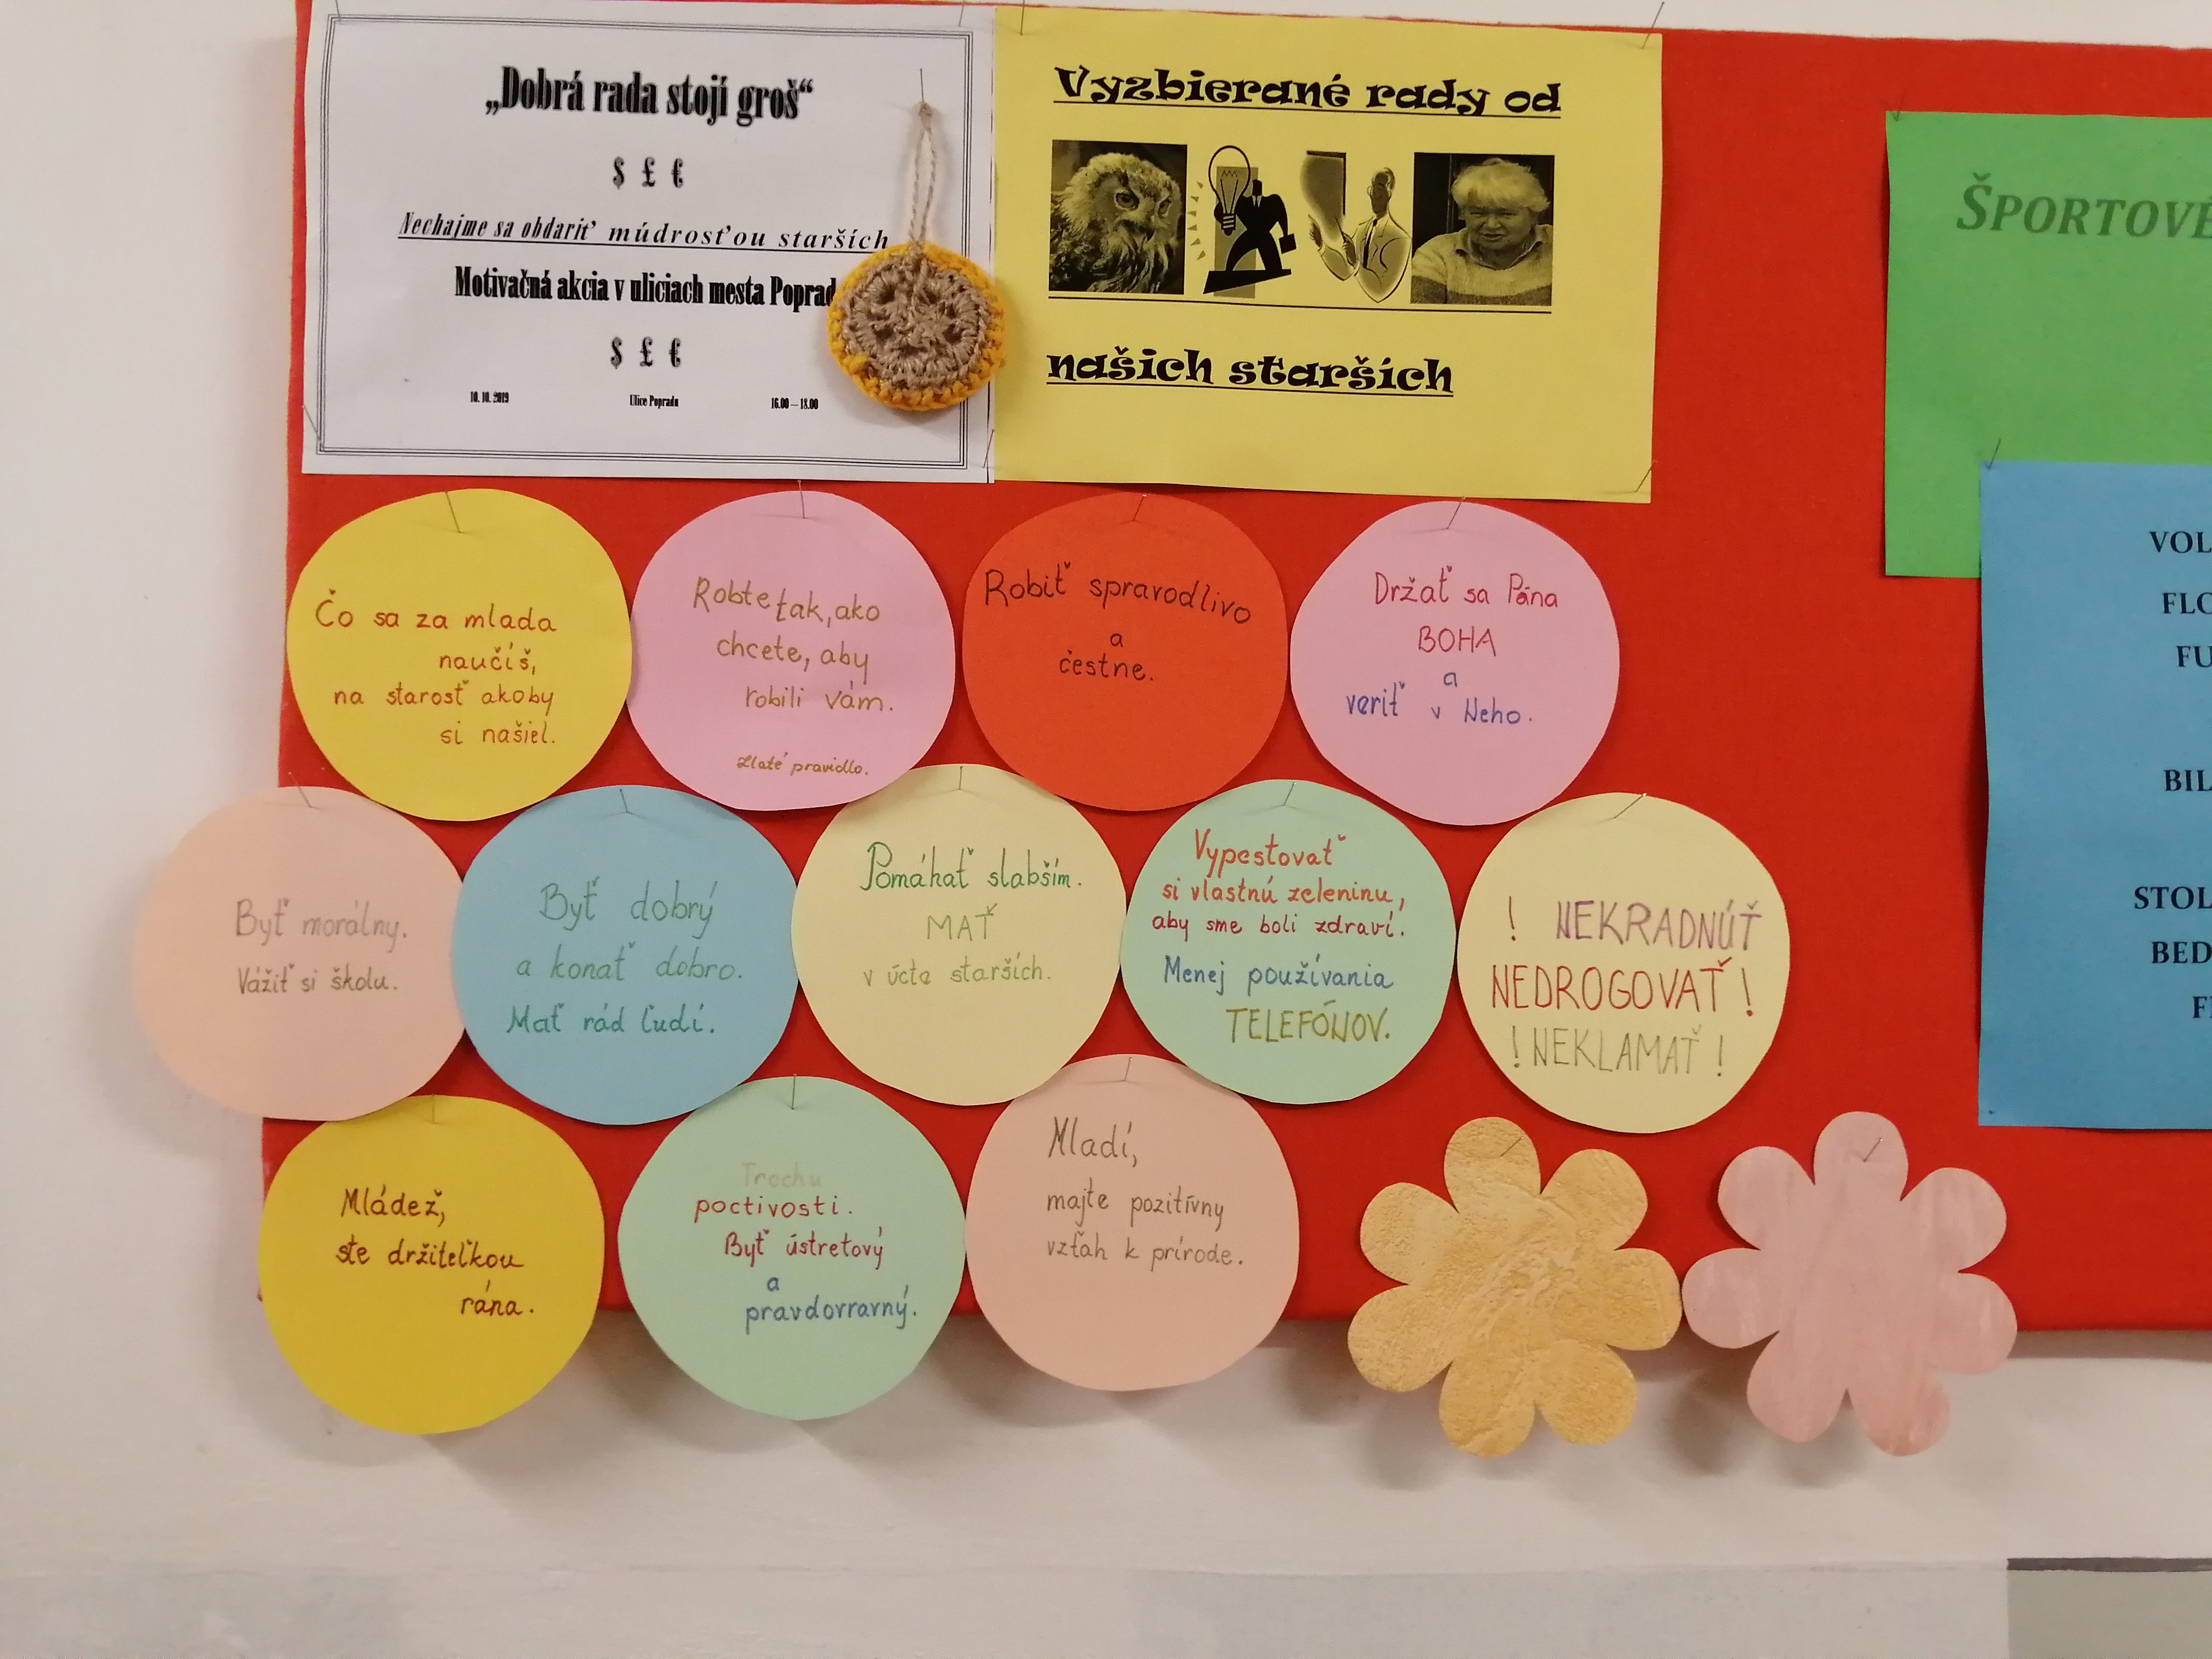 „Dobrá rada stojí groš“
$ £ €
Nechajme sa obdariť múdrosťou starších
Motivačná akcia v uliciach mesta Poprad
$ £ €
10. 10. 2019 Ulice Popradu 16.00 – 18.00
Vyzbierané rady od
našich starších
ŠPORTOVÉ
VOL
FLO
FU
BIL
STOL
BED
Čo sa za mlada
naučíš,
na starosť akoby
si našiel.
Robte tak, ako
chcete, aby
robili vám.
Zlaté pravidlo.
Robiť spravodlivo
a
čestne.
Držať sa Pána
BOHA
a
veriť v Neho.
Byť morálny.
Vážiť si školu.
Byť dobrý
a konať dobro.
Mať rád ľudí.
Pomáhať slabším.
MAŤ
v úcte starších.
Vypestovať
si vlastnú zeleninu,
aby sme boli zdraví.
Menej používania
TELEFÓNOV.
! NEKRADNÚŤ
NEDROGOVAŤ !
! NEKLAMAŤ !
Mládež,
ste držiteľkou
rána.
Trochu
poctivosti.
Byť ústretový
a
pravdovravný.
Mladí,
majte pozitívny
vzťah k prírode.